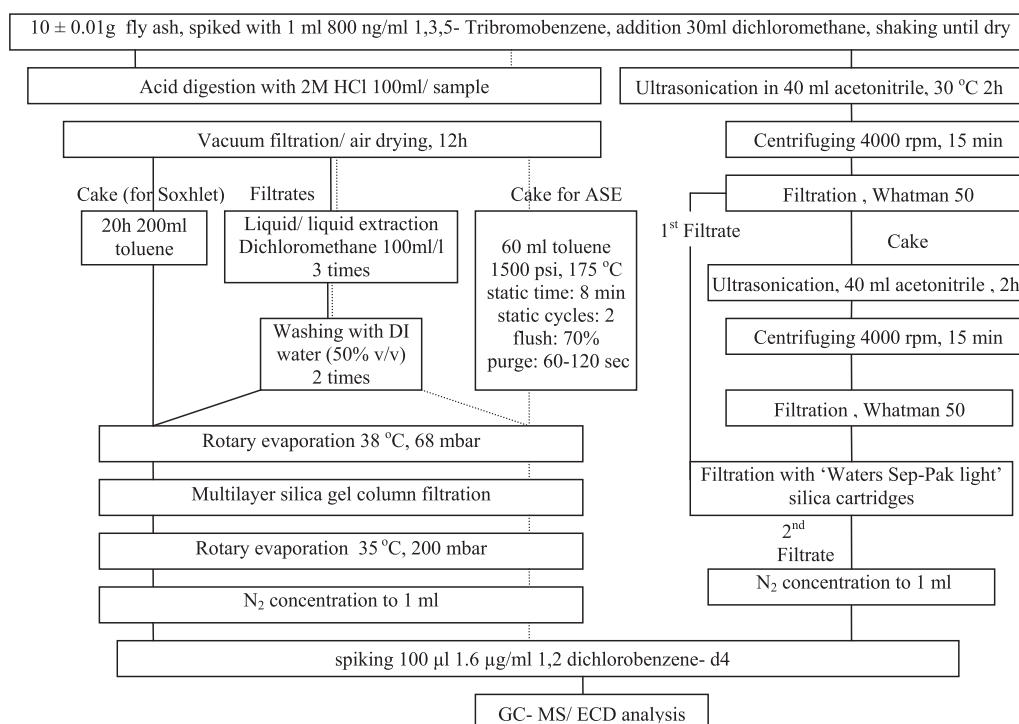 10 ± 0.01g fly ash, spiked with 1 ml 800 ng/ml 1,3,5- Tribromobenzene, addition 30ml dichloromethane, shaking until dry
Acid digestion with 2M HCl 100ml/ sample
Vacuum filtration/ air drying, 12h
Cake (for Soxhlet)
20h 200ml
toluene
Filtrates
Liquid/ liquid extraction
Dichloromethane 100ml/l
3 times
Washing with DI
water (50% v/v)
2 times
Cake for ASE
60 ml toluene
1500 psi, 175 °C
static time: 8 min
static cycles: 2
flush: 70%
purge: 60-120 sec
Rotary evaporation 38 °C, 68 mbar
Multilayer silica gel column filtration
Rotary evaporation 35 °C, 200 mbar
N₂ concentration to 1 ml
Ultrasonication in 40 ml acetonitrile, 30 °C 2h
Centrifuging 4000 rpm, 15 min
Filtration , Whatman 50
1st Filtrate
Cake
Ultrasonication, 40 ml acetonitrile , 2h
Centrifuging 4000 rpm, 15 min
Filtration , Whatman 50
Filtration with ‘Waters Sep-Pak light’
silica cartridges
2nd
Filtrate
N₂ concentration to 1 ml
spiking 100 µl 1.6 µg/ml 1,2 dichlorobenzene- d4
GC- MS/ ECD analysis